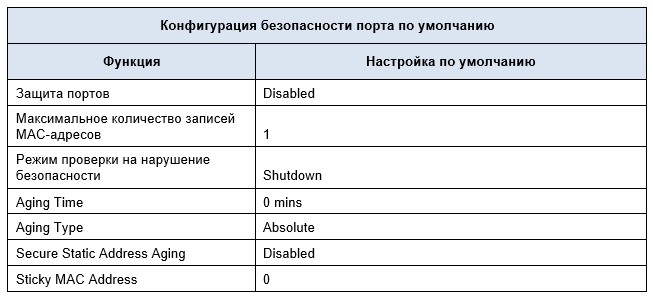 Конфигурация безопасности порта по умолчанию
Функция
Настройка по умолчанию
Защита портов
Disabled
Максимальное количество записей
MAC-адресов
1
Режим проверки на нарушение
безопасности
Shutdown
Aging Time
0 mins
Aging Type
Absolute
Secure Static Address Aging
Disabled
Sticky MAC Address
0